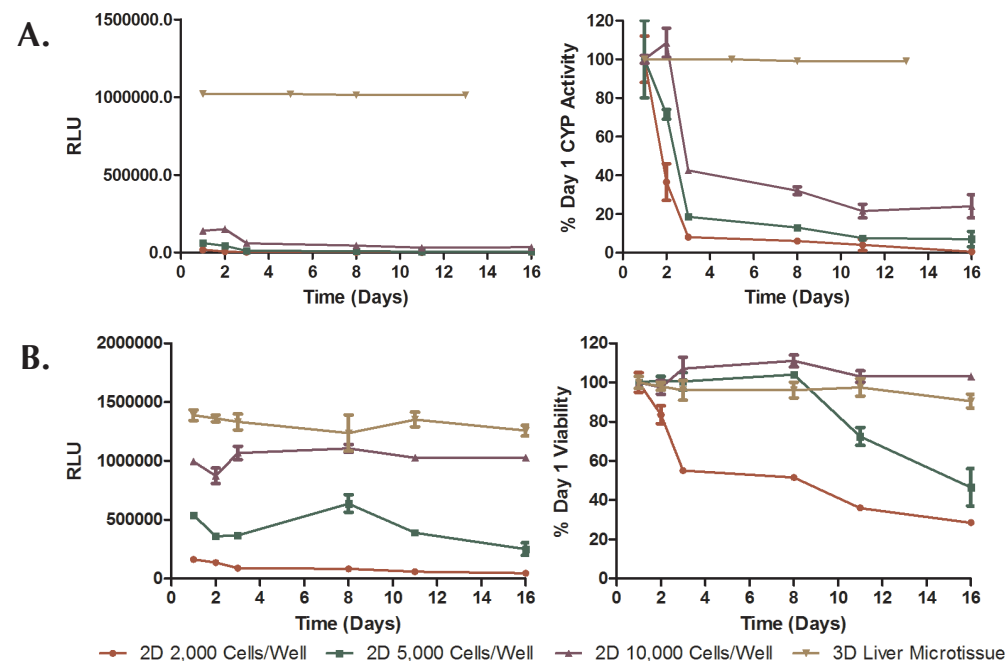 A.
1500000.0
1000000.0
500000.0
0.0
RLU
0 2 4 6 8 10 12 14 16
Time (Days)
120
100
80
60
40
20
0
% Day 1 CYP Activity
0 2 4 6 8 10 12 14 16
Time (Days)
B.
2000000
1500000
1000000
500000
0
RLU
0 2 4 6 8 10 12 14 16
Time (Days)
120
100
80
60
40
20
0
% Day 1 Viability
0 2 4 6 8 10 12 14 16
Time (Days)
2D 2,000 Cells/Well 2D 5,000 Cells/Well 2D 10,000 Cells/Well 3D Liver Microtissue